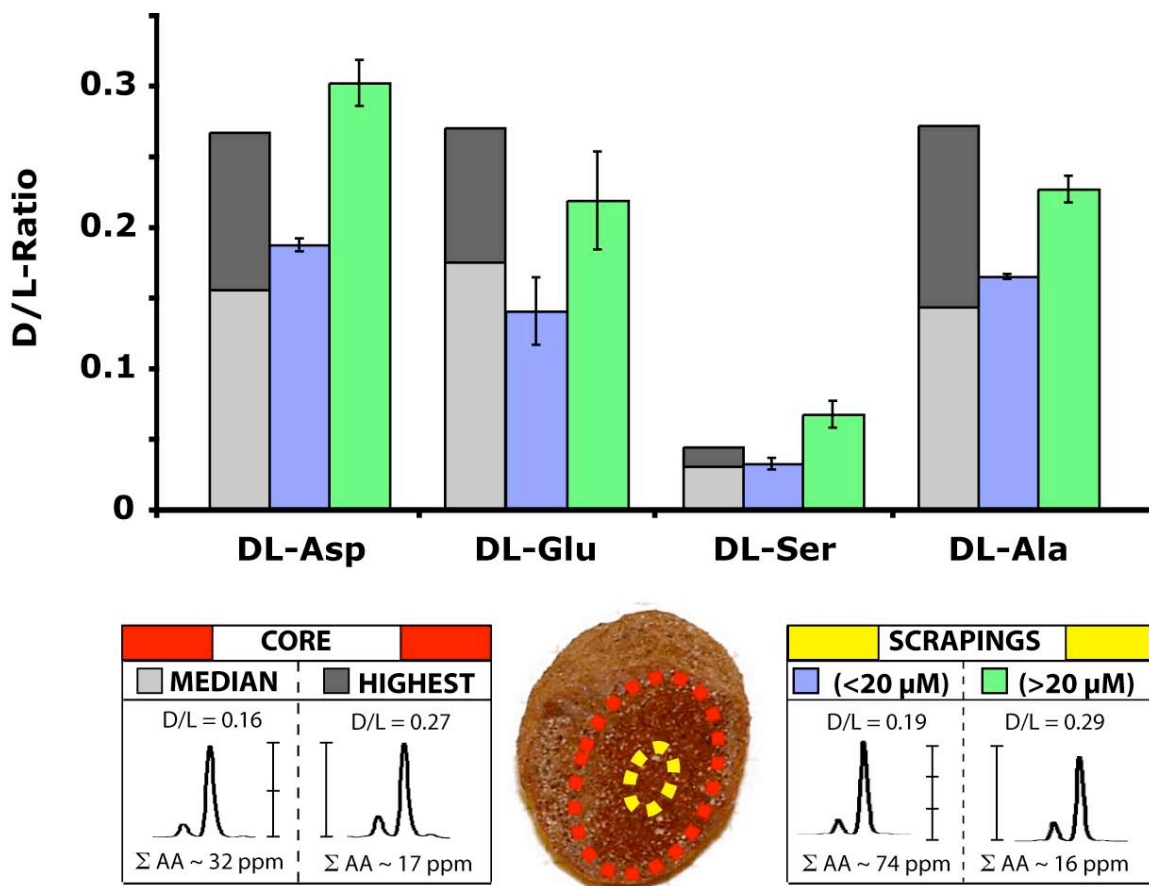 D/L-Ratio
0.3
0.2
0.1
0
DL-Asp DL-Glu DL-Ser DL-Ala
CORE
MEDIAN HIGHEST
D/L = 0.16 D/L = 0.27
Σ AA ~ 32 ppm Σ AA ~ 17 ppm
SCRAPINGS
(<20 µM) (>20 µM)
D/L = 0.19 D/L = 0.29
Σ AA ~ 74 ppm Σ AA ~ 16 ppm